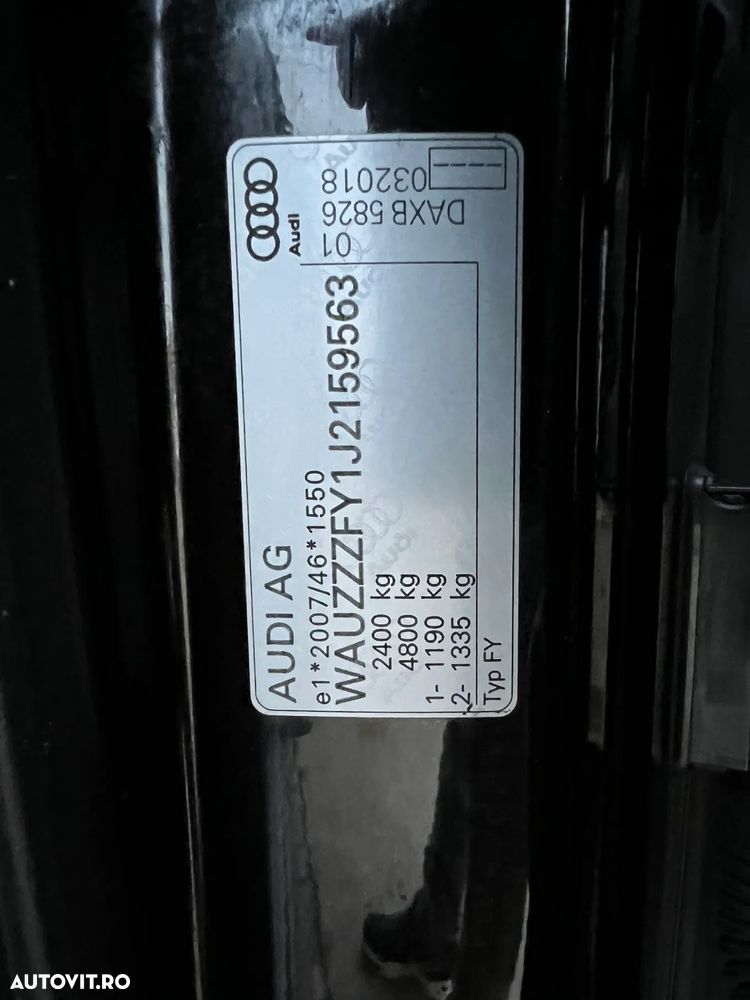 AUDI AG
e1*2007/46*1550
WAUZZZFY1J2159563
2400 kg
4800 kg
1- 1190 kg
2- 1335 kg
Typ FY
Audi
01
032018
DAXB 5826
----
AUTOVIT.RO